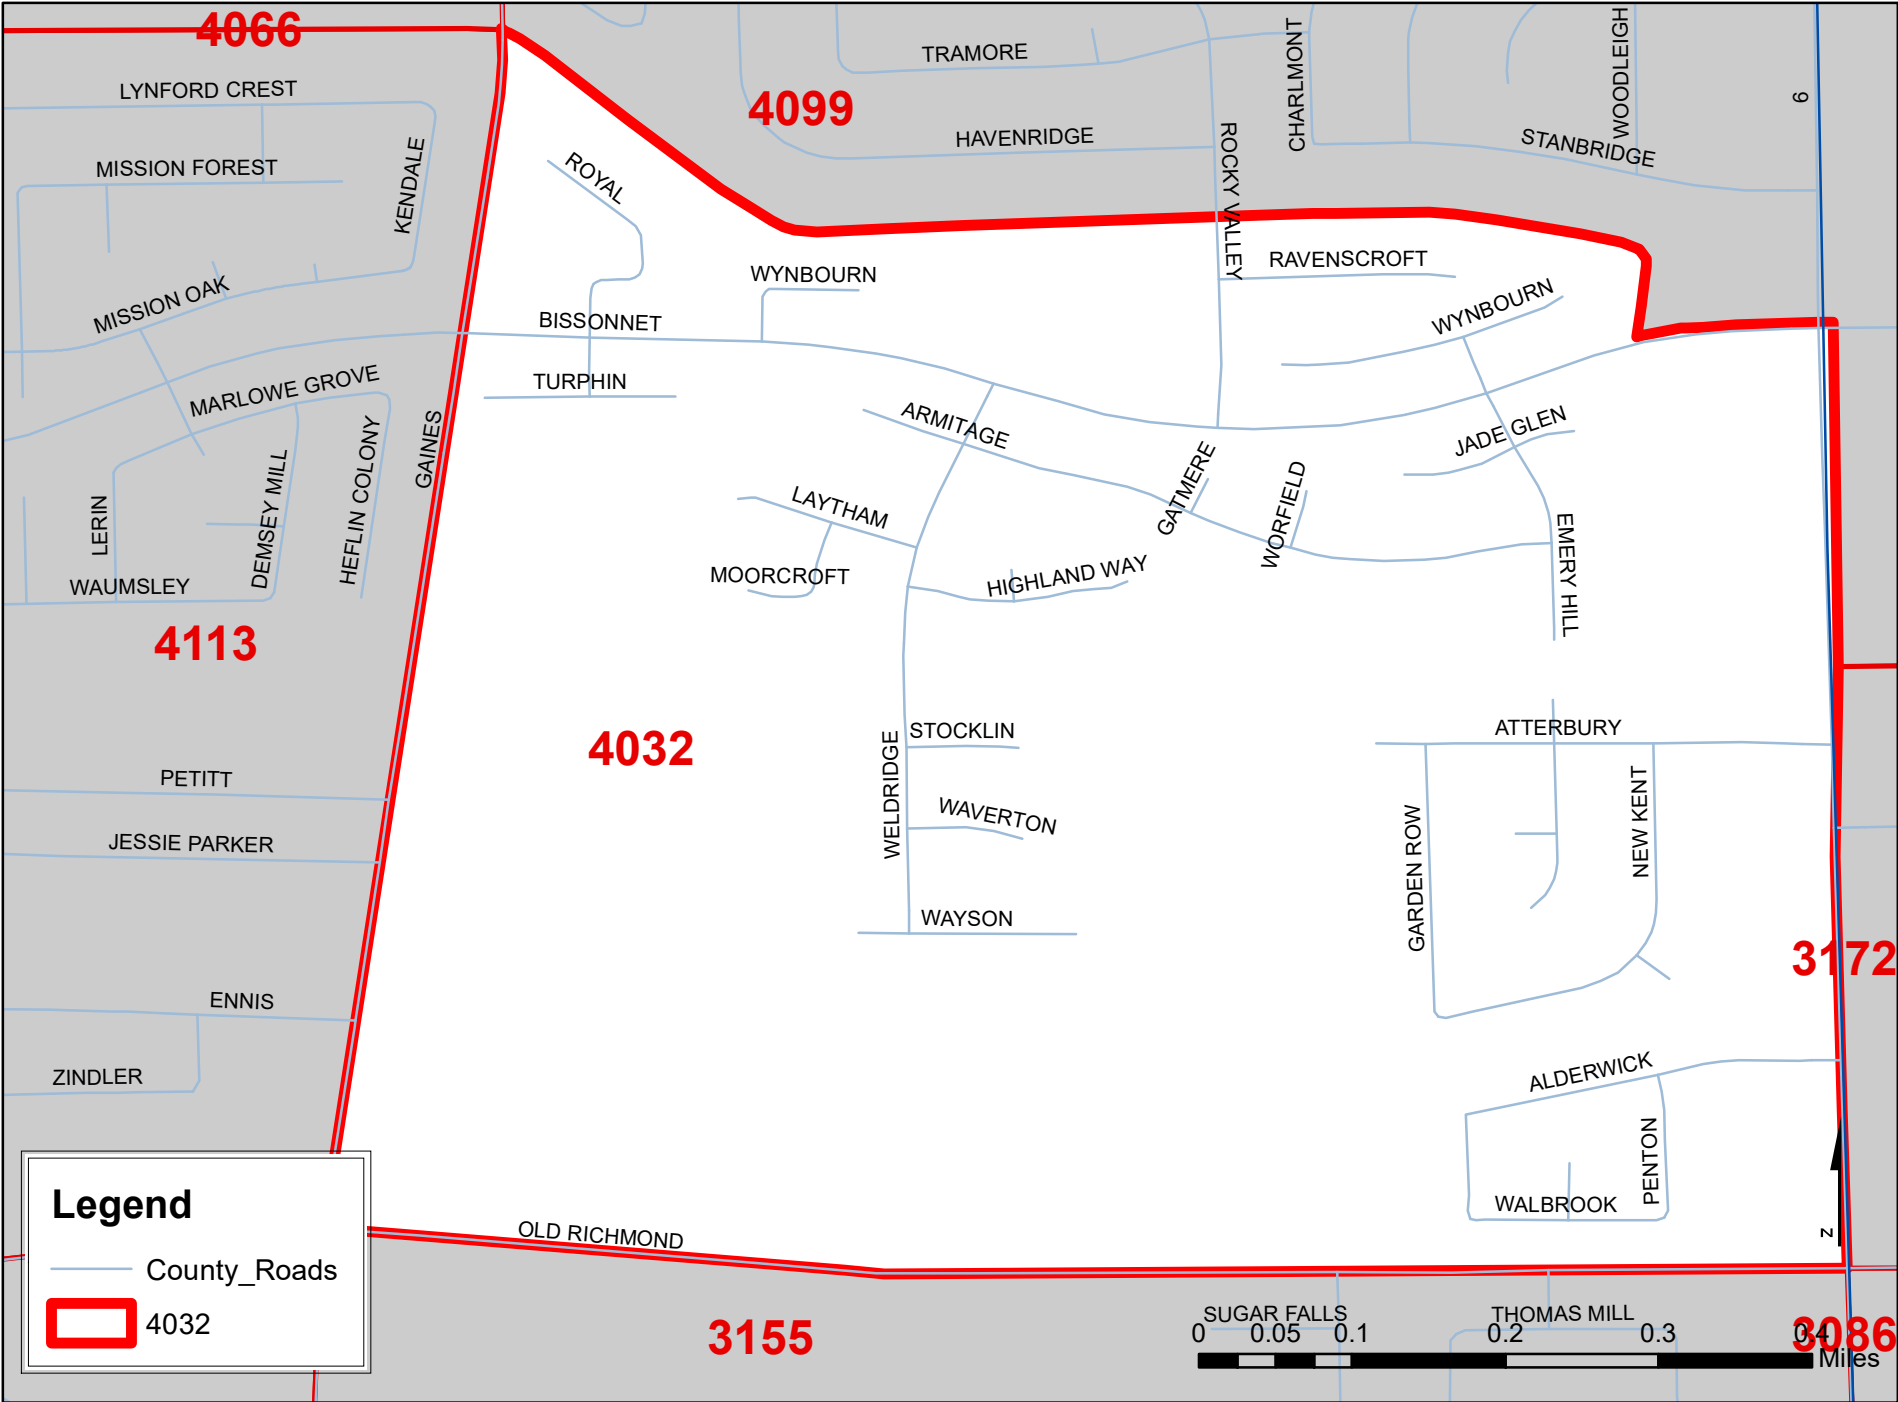 4066
LYNFORD CREST
TRAMORE
CHARLMONT
WOODLEIGH
6
4099
HAVENRIDGE
ROCKY VALLEY
STANBRIDGE
MISSION FOREST
KENDALE
ROYAL
MISSION OAK
WYNBOURN
RAVENSCROFT
WYNBOURN
BISSONNET
TURPHIN
MARLOWE GROVE
GAINES
ARMITAGE
JADE GLEN
HEFLIN COLONY
DEMSEY MILL
LERIN
LAYTHAM
GATMERE
WORFIELD
EMERY HILL
WAUMSLEY
MOORCROFT
HIGHLAND WAY
4113
4032
STOCKLIN
ATTERBURY
WELDRIDGE
PETITT
WAVERTON
NEW KENT
JESSIE PARKER
GARDEN ROW
WAYSON
3172
ENNIS
ZINDLER
ALDERWICK
PENTON
WALBROOK
N
OLD RICHMOND
Legend
County_Roads
4032
3155
SUGAR FALLS
THOMAS MILL
3086
0 0.05 0.1 0.2 0.3 0.4
Miles